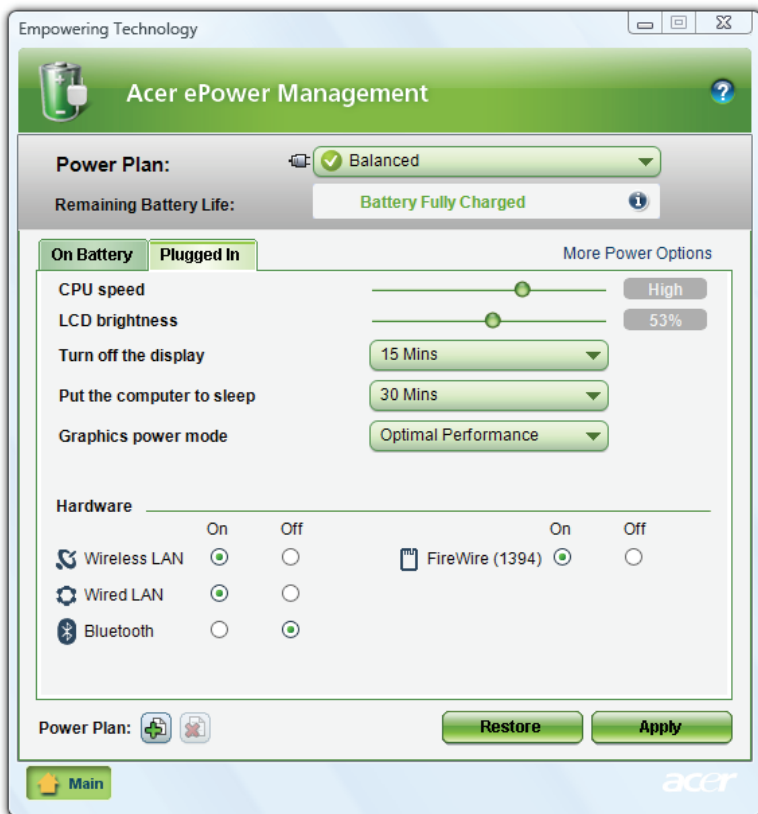 Empowering Technology
Acer ePower Management
Power Plan: Balanced
Remaining Battery Life: Battery Fully Charged
On Battery Plugged In More Power Options
CPU speed High
LCD brightness 53%
Turn off the display 15 Mins
Put the computer to sleep 30 Mins
Graphics power mode Optimal Performance
Hardware
On Off On Off
Wireless LAN FireWire (1394)
Wired LAN
Bluetooth
Power Plan: Restore Apply
Main acer